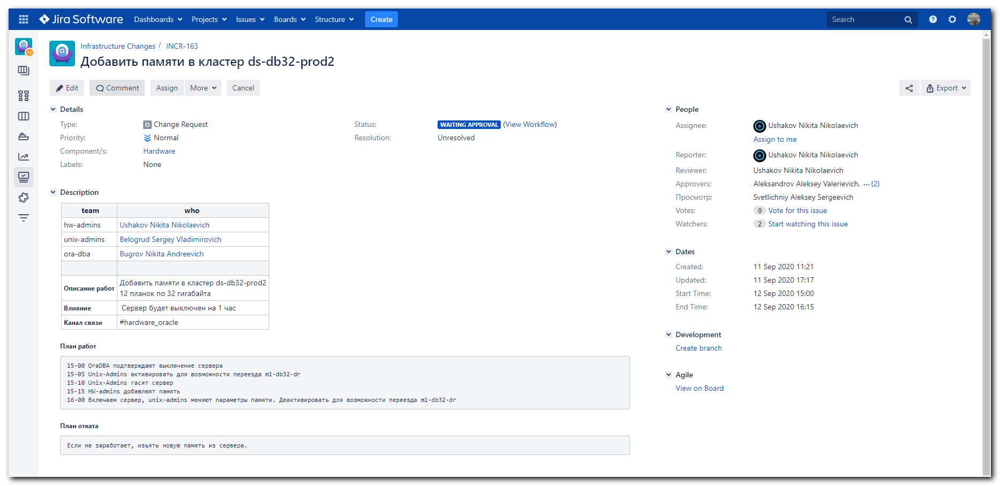 Jira Software Dashboards Projects Issues Boards Structure Create Search
Infrastructure Changes / INCR-163
Добавить памяти в кластер ds-db32-prod2
Edit Comment Assign More Cancel Export
Details
Type: Change Request Status: WAITING APPROVAL (View Workflow)
Priority: Normal Resolution: Unresolved
Component/s: Hardware
Labels: None
Description
team who
hw-admins Ushakov Nikita Nikolaevich
unix-admins Belogrud Sergey Vladimirovich
ora-dba Bugrov Nikita Andreevich
Описание работ Добавить памяти в кластер ds-db32-prod2
12 планок по 32 гигабайта
Влияние Сервер будет выключен на 1 час
Канал связи #hardware_oracle
План работ
15-00 OraDBA подтверждают выключение сервера
15-05 Unix-Admins активировать для возможности переезда m1-db32-dr
15-10 Unix-Admins гасят сервер
15-15 HW-admins добавлюят память
16-00 Включаем сервер, unix-admins меняют параметры памяти. Деактивировать для возможности переезда m1-db32-dr
План отката
Если не заработает, изъять новую память из сервера.
People
Assignee: Ushakov Nikita Nikolaevich
Assign to me
Reporter: Ushakov Nikita Nikolaevich
Reviewer: Ushakov Nikita Nikolaevich
Approvers: Aleksandrov Aleksey Valerievich, ... (2)
Просмотр: Svetlichniy Aleksey Sergeevich
Votes: 0 Vote for this issue
Watchers: 2 Start watching this issue
Dates
Created: 11 Sep 2020 11:21
Updated: 11 Sep 2020 17:17
Start Time: 12 Sep 2020 15:00
End Time: 12 Sep 2020 16:15
Development
Create branch
Agile
View on Board